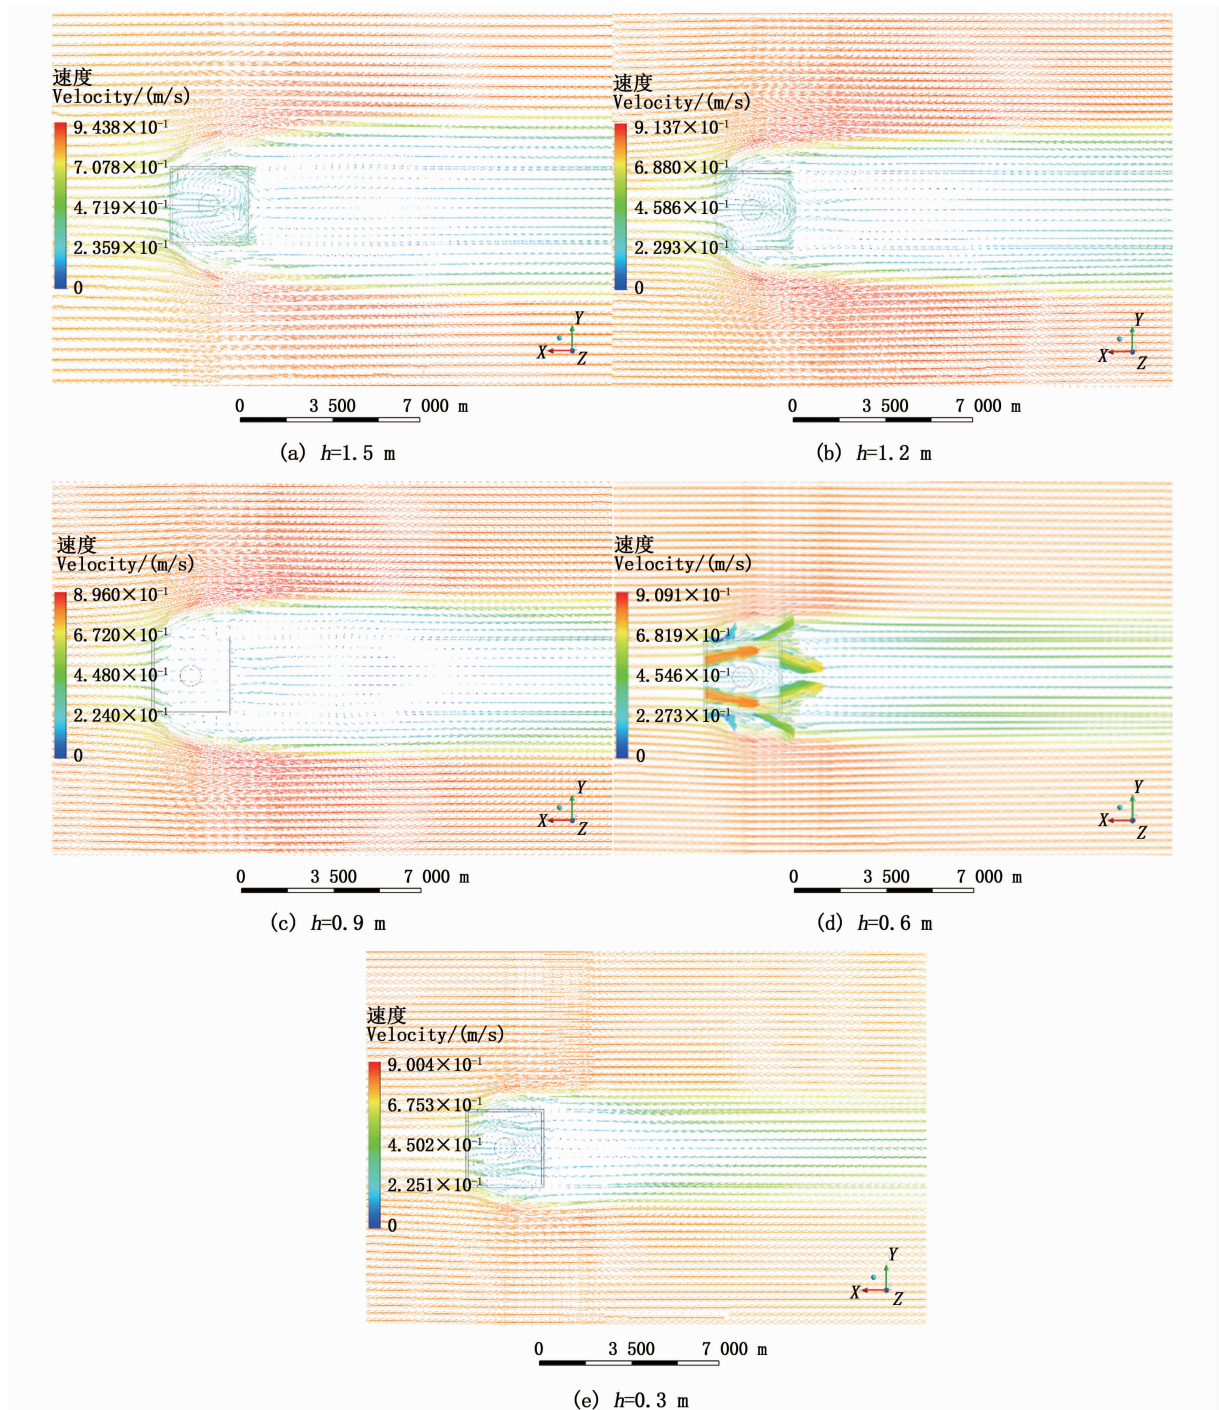 速度
Velocity/(m/s)
9.438×10⁻¹
7.078×10⁻¹
4.719×10⁻¹
2.359×10⁻¹
0
Y
X
Z
0 3 500 7 000 m
(a) h=1.5 m
速度
Velocity/(m/s)
9.137×10⁻¹
6.880×10⁻¹
4.586×10⁻¹
2.293×10⁻¹
0
Y
X
Z
0 3 500 7 000 m
(b) h=1.2 m
速度
Velocity/(m/s)
8.960×10⁻¹
6.720×10⁻¹
4.480×10⁻¹
2.240×10⁻¹
0
Y
X
Z
0 3 500 7 000 m
(c) h=0.9 m
速度
Velocity/(m/s)
9.091×10⁻¹
6.819×10⁻¹
4.546×10⁻¹
2.273×10⁻¹
0
Y
X
Z
0 3 500 7 000 m
(d) h=0.6 m
速度
Velocity/(m/s)
9.004×10⁻¹
6.753×10⁻¹
4.502×10⁻¹
2.251×10⁻¹
0
Y
X
Z
0 3 500 7 000 m
(e) h=0.3 m